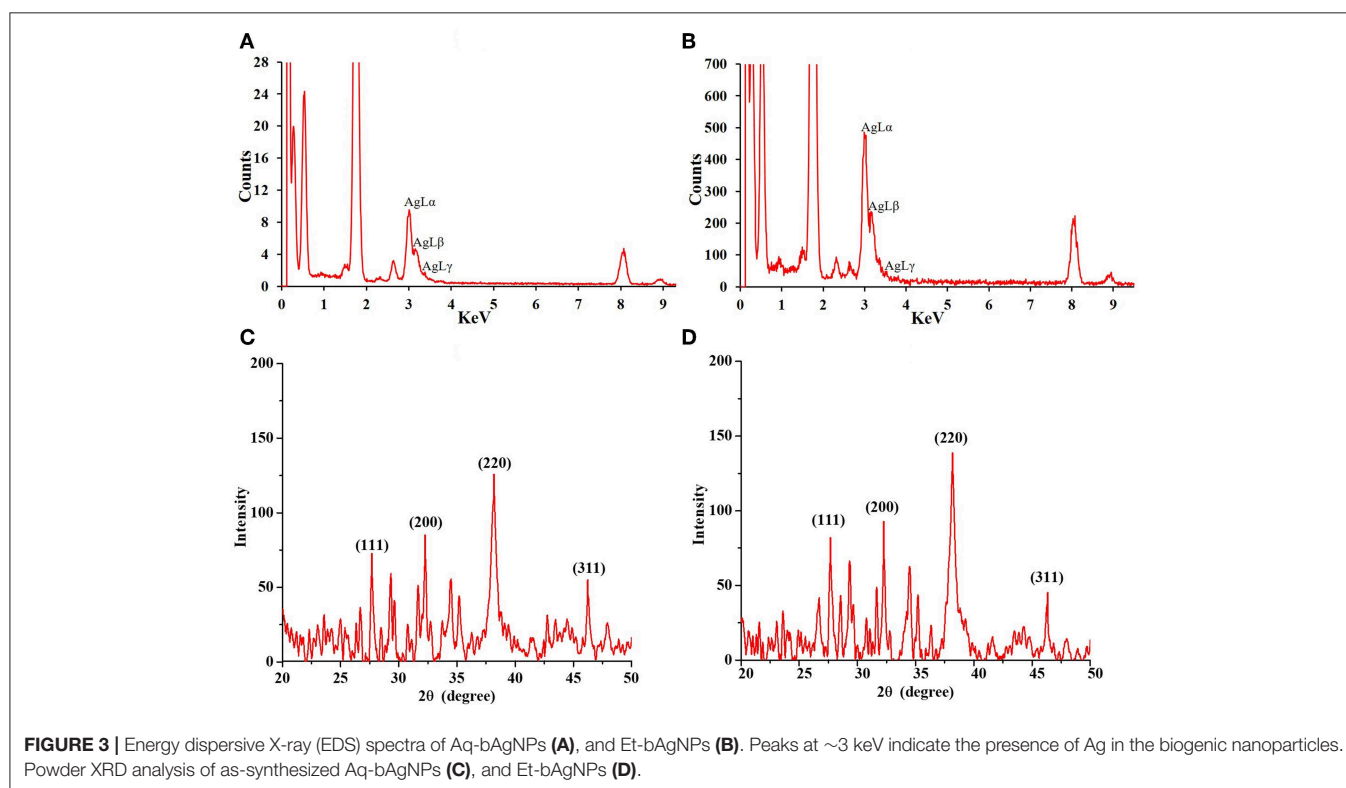 A
28
24
20
16
12
8
4
0
Counts
AgLα
AgLβ
AgLγ
0 1 2 3 4 5 6 7 8 9
KeV
B
700
600
500
400
300
200
100
0
Counts
AgLα
AgLβ
AgLγ
0 1 2 3 4 5 6 7 8 9
KeV
C
200
150
100
50
0
Intensity
(111)
(200)
(220)
(311)
20 25 30 35 40 45 50
2θ (degree)
D
200
150
100
50
0
Intensity
(111)
(200)
(220)
(311)
20 25 30 35 40 45 50
2θ (degree)
FIGURE 3 | Energy dispersive X-ray (EDS) spectra of Aq-bAgNPs (A), and Et-bAgNPs (B). Peaks at ~3 keV indicate the presence of Ag in the biogenic nanoparticles.
Powder XRD analysis of as-synthesized Aq-bAgNPs (C), and Et-bAgNPs (D).